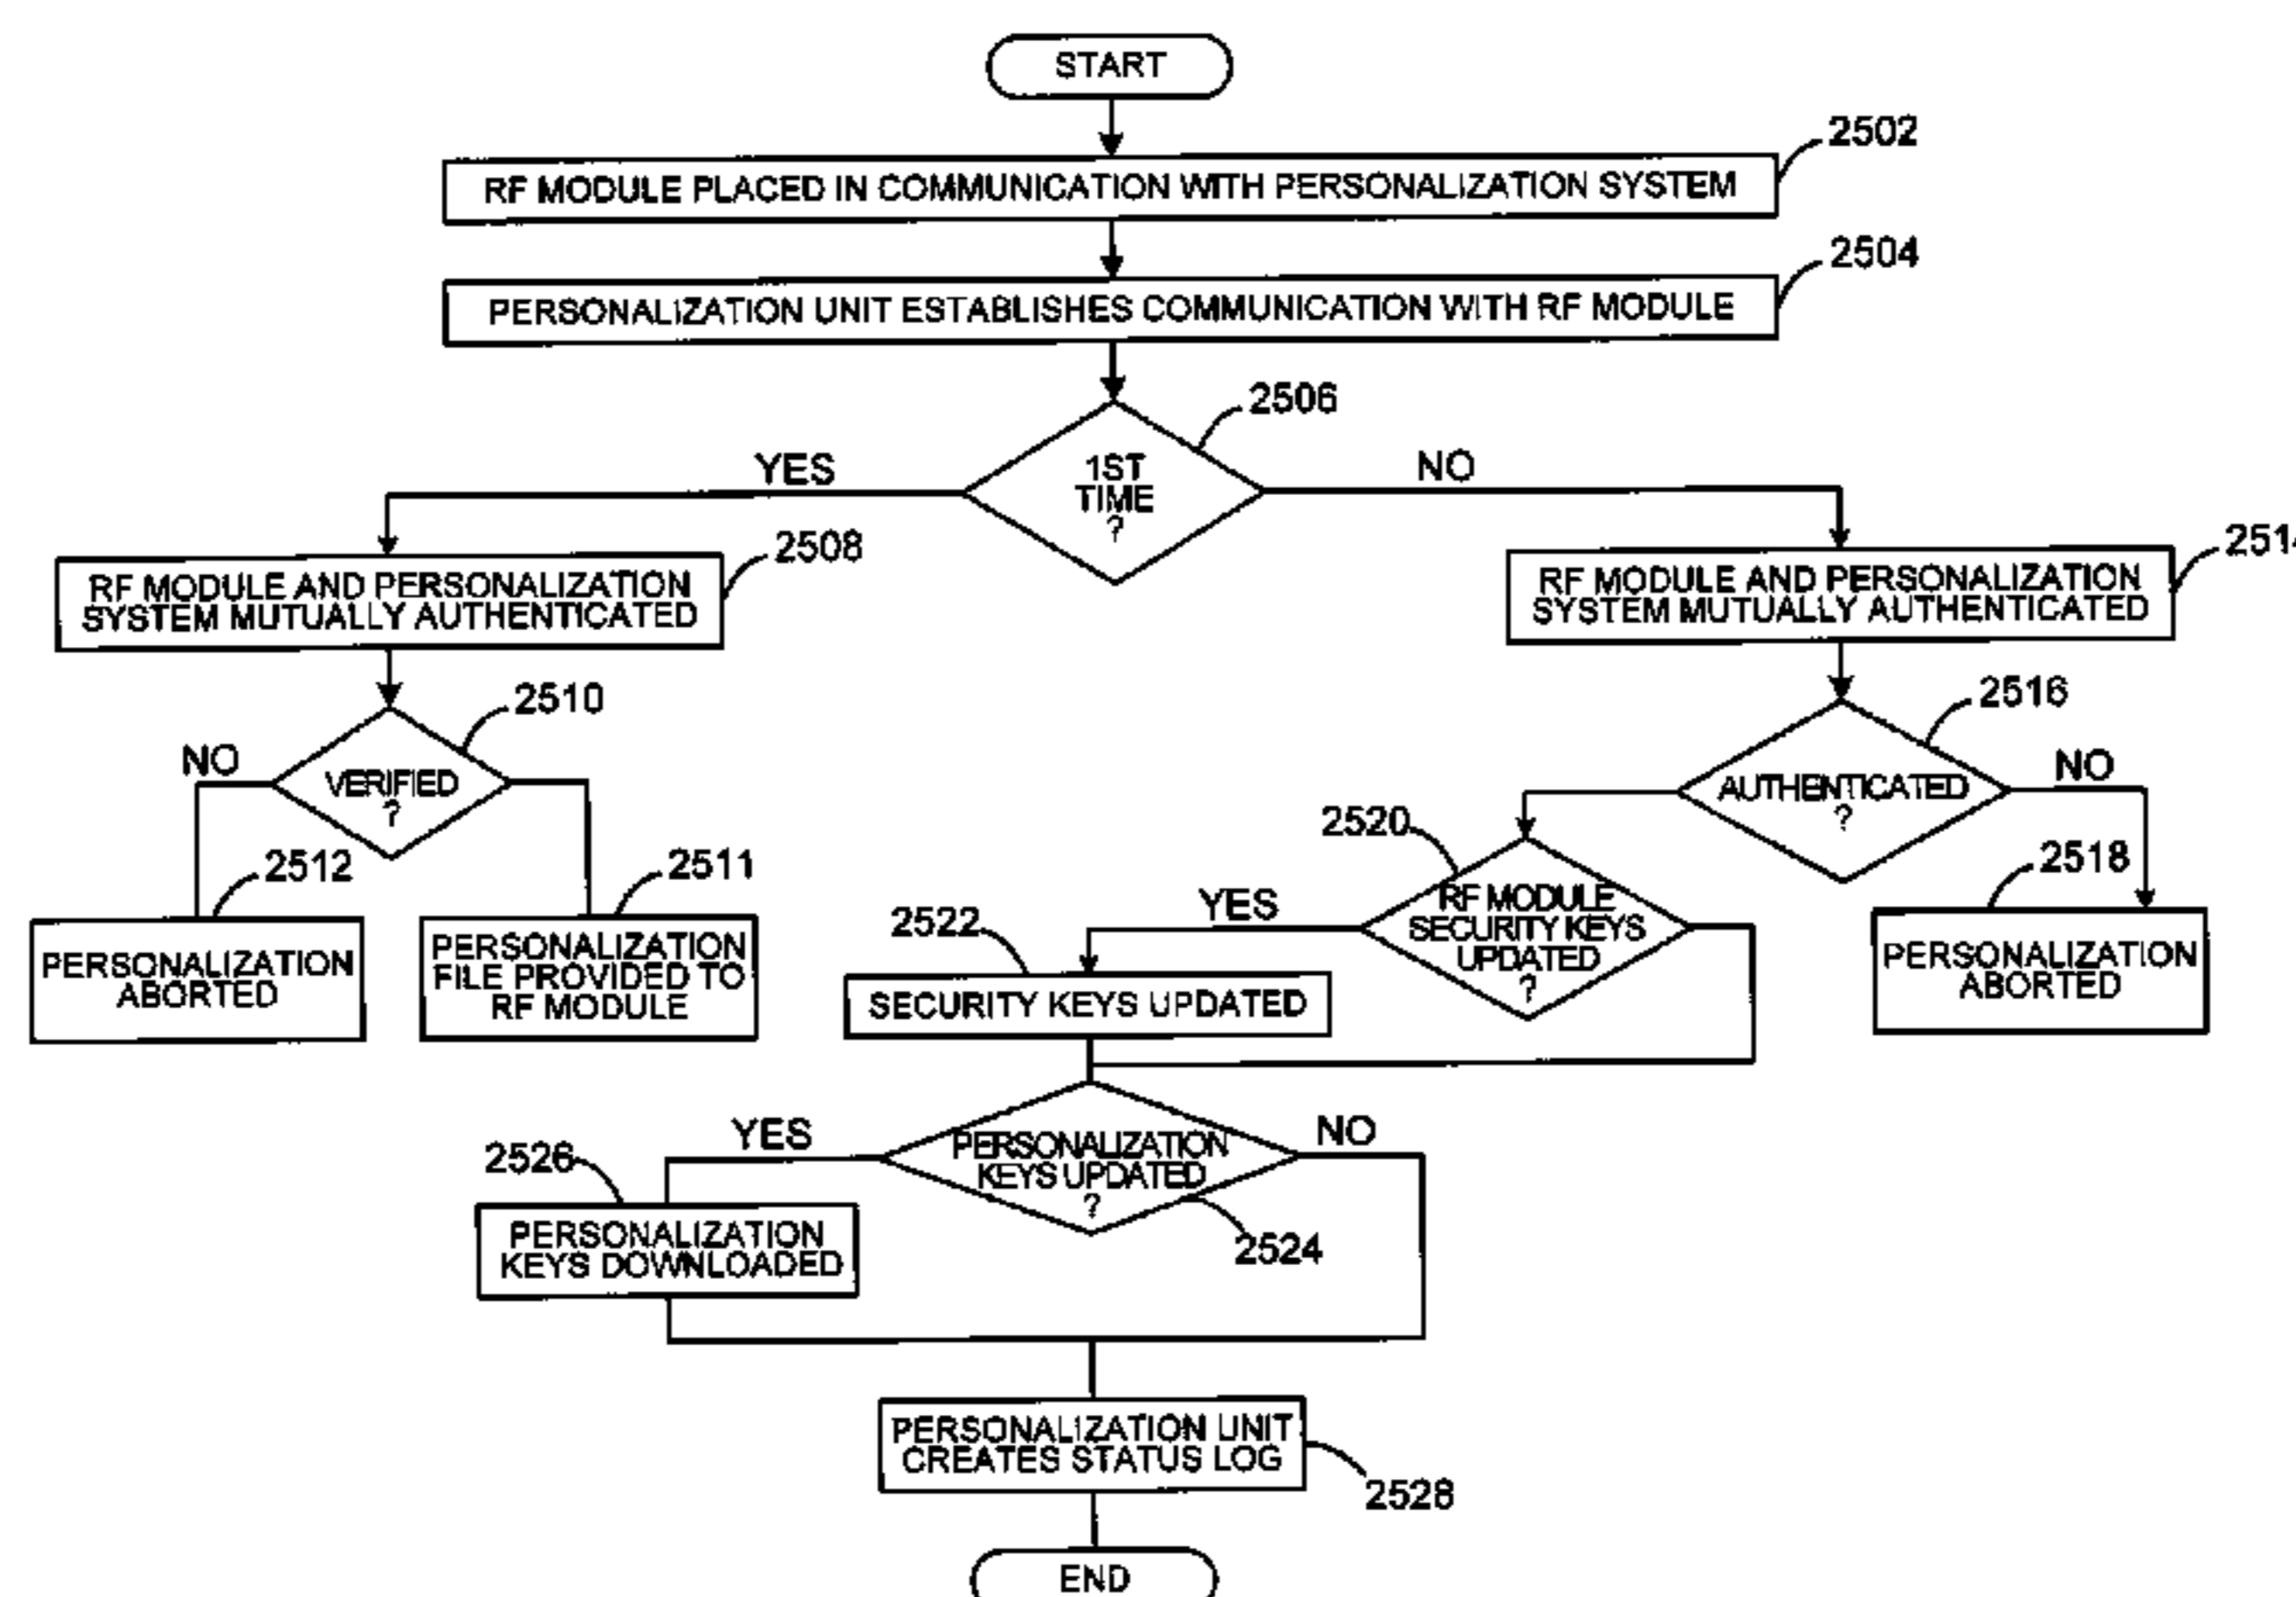 START
2502
RF MODULE PLACED IN COMMUNICATION WITH PERSONALIZATION SYSTEM
2504
PERSONALIZATION UNIT ESTABLISHES COMMUNICATION WITH RF MODULE
2506
YES
1ST
TIME
?
NO
2508
RF MODULE AND PERSONALIZATION
SYSTEM MUTUALLY AUTHENTICATED
RF MODULE AND PERSONALIZATION
SYSTEM MUTUALLY AUTHENTICATED
2510
NO
VERIFIED
?
2516
AUTHENTICATED
?
NO
2512
PERSONALIZATION
ABORTED
2511
PERSONALIZATION
FILE PROVIDED TO
RF MODULE
2520
YES
RF MODULE
SECURITY KEYS
UPDATED
?
2518
PERSONALIZATION
ABORTED
2522
SECURITY KEYS UPDATED
YES
PERSONALIZATION
KEYS UPDATED
?
NO
2524
2526
PERSONALIZATION
KEYS DOWNLOADED
PERSONALIZATION UNIT
CREATES STATUS LOG
2528
END